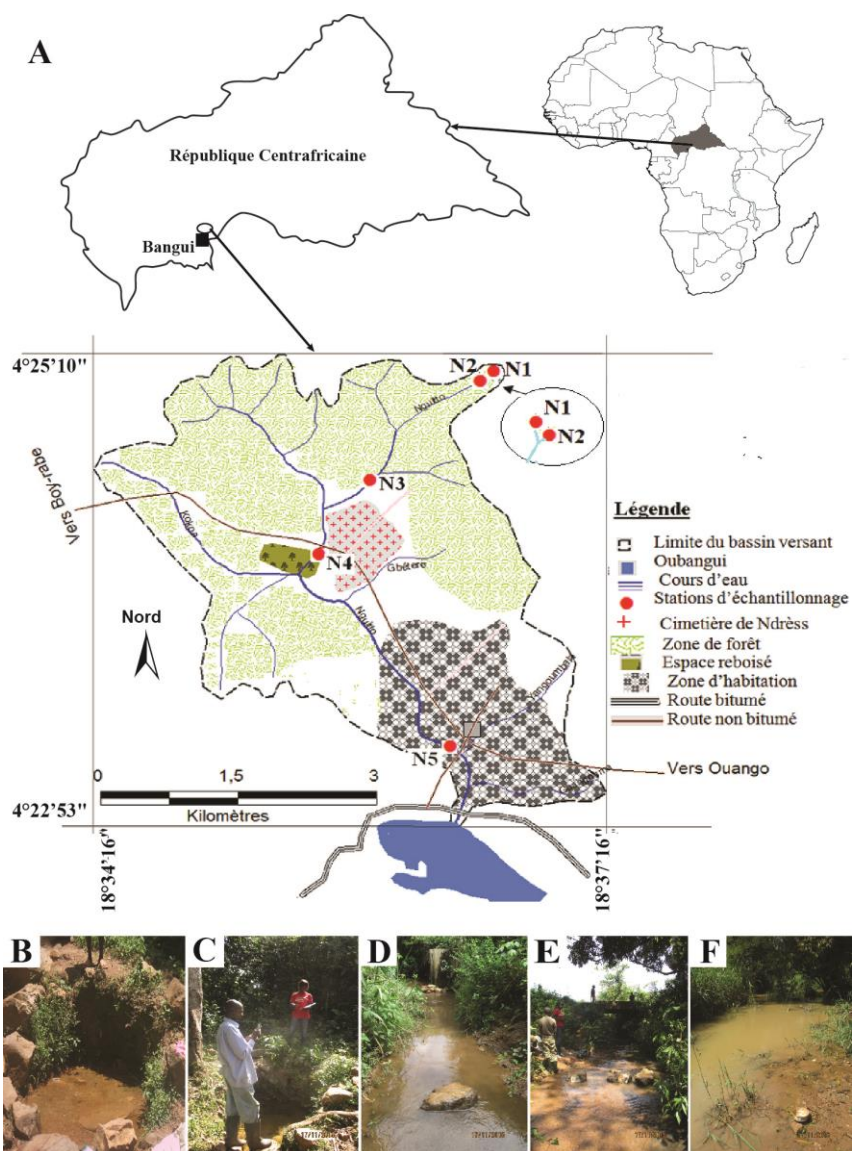 A
République Centrafricaine
Bangui
4°25'10"
N2
N1
Ngutto
N1
N2
Vers Boy-rabe
N3
Kokoa
N4
Gbétere
Nord
Ngutto
N5
0 1,5 3
Kilomètres
Vers Ouango
4°22'53"
18°34'16"
18°37'16"
Légende
Limite du bassin versant
Oubangui
Cours d'eau
Stations d'échantillonnage
Cimetière de Ndrèss
Zone de forêt
Espace reboisé
Zone d'habitation
Route bitumé
Route non bitumé
B
C
D
E
F